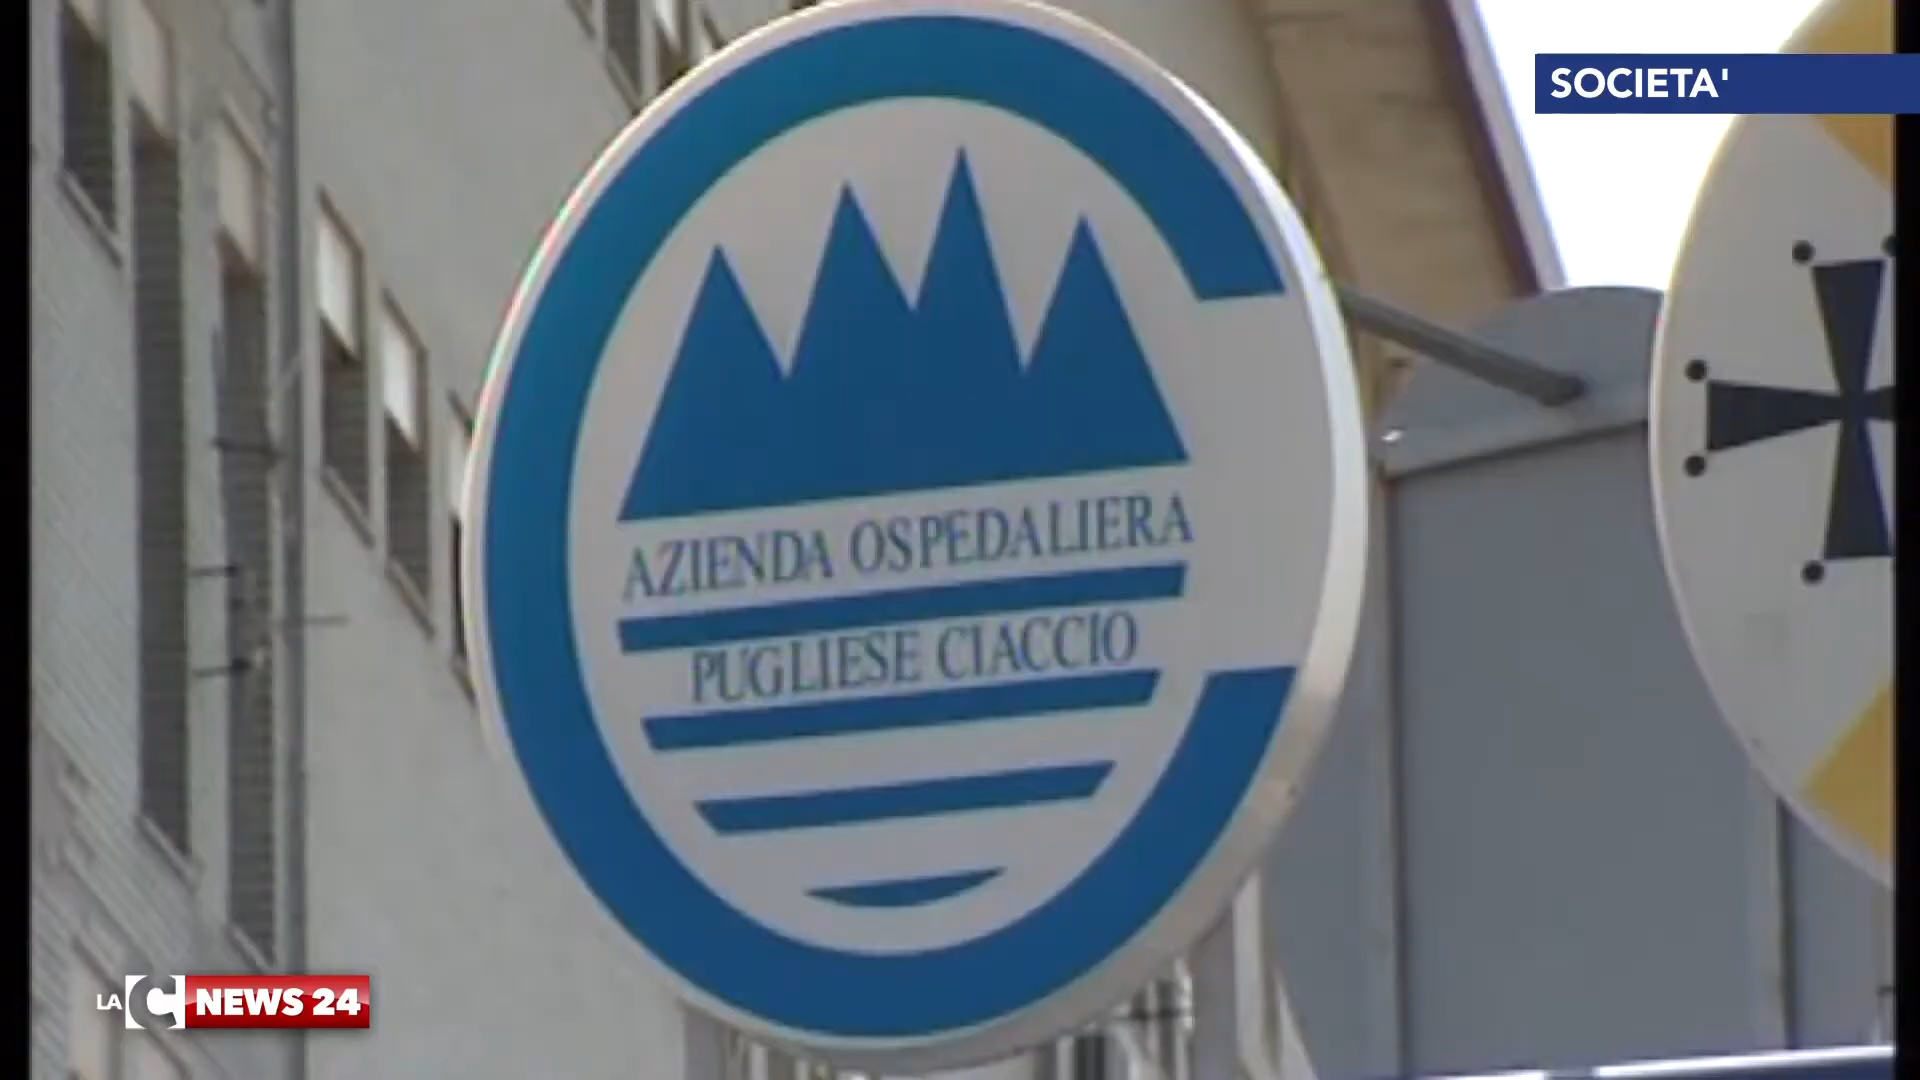 SOCIETA'
AZIENDA OSPEDALIERA
PUGLIESE CIACCIO
LA C NEWS 24